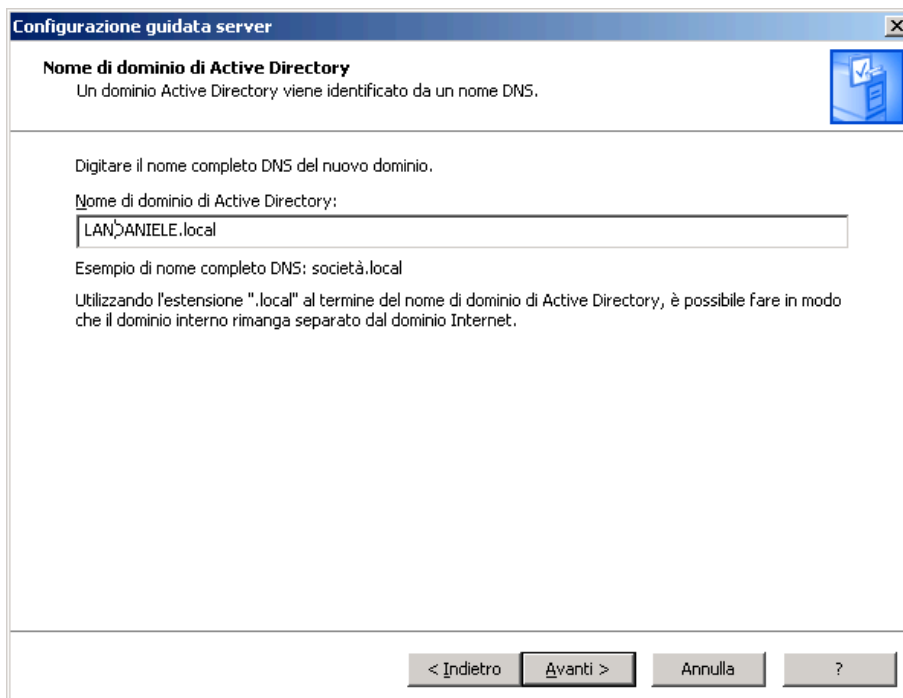 Configurazione guidata server
Nome di dominio di Active Directory
Un dominio Active Directory viene identificato da un nome DNS.
Digitare il nome completo DNS del nuovo dominio.
Nome di dominio di Active Directory:
LANDANIELE.local
Esempio di nome completo DNS: società.local
Utilizzando l'estensione ".local" al termine del nome di dominio di Active Directory, è possibile fare in modo
che il dominio interno rimanga separato dal dominio Internet.
< Indietro
Avanti >
Annulla
?